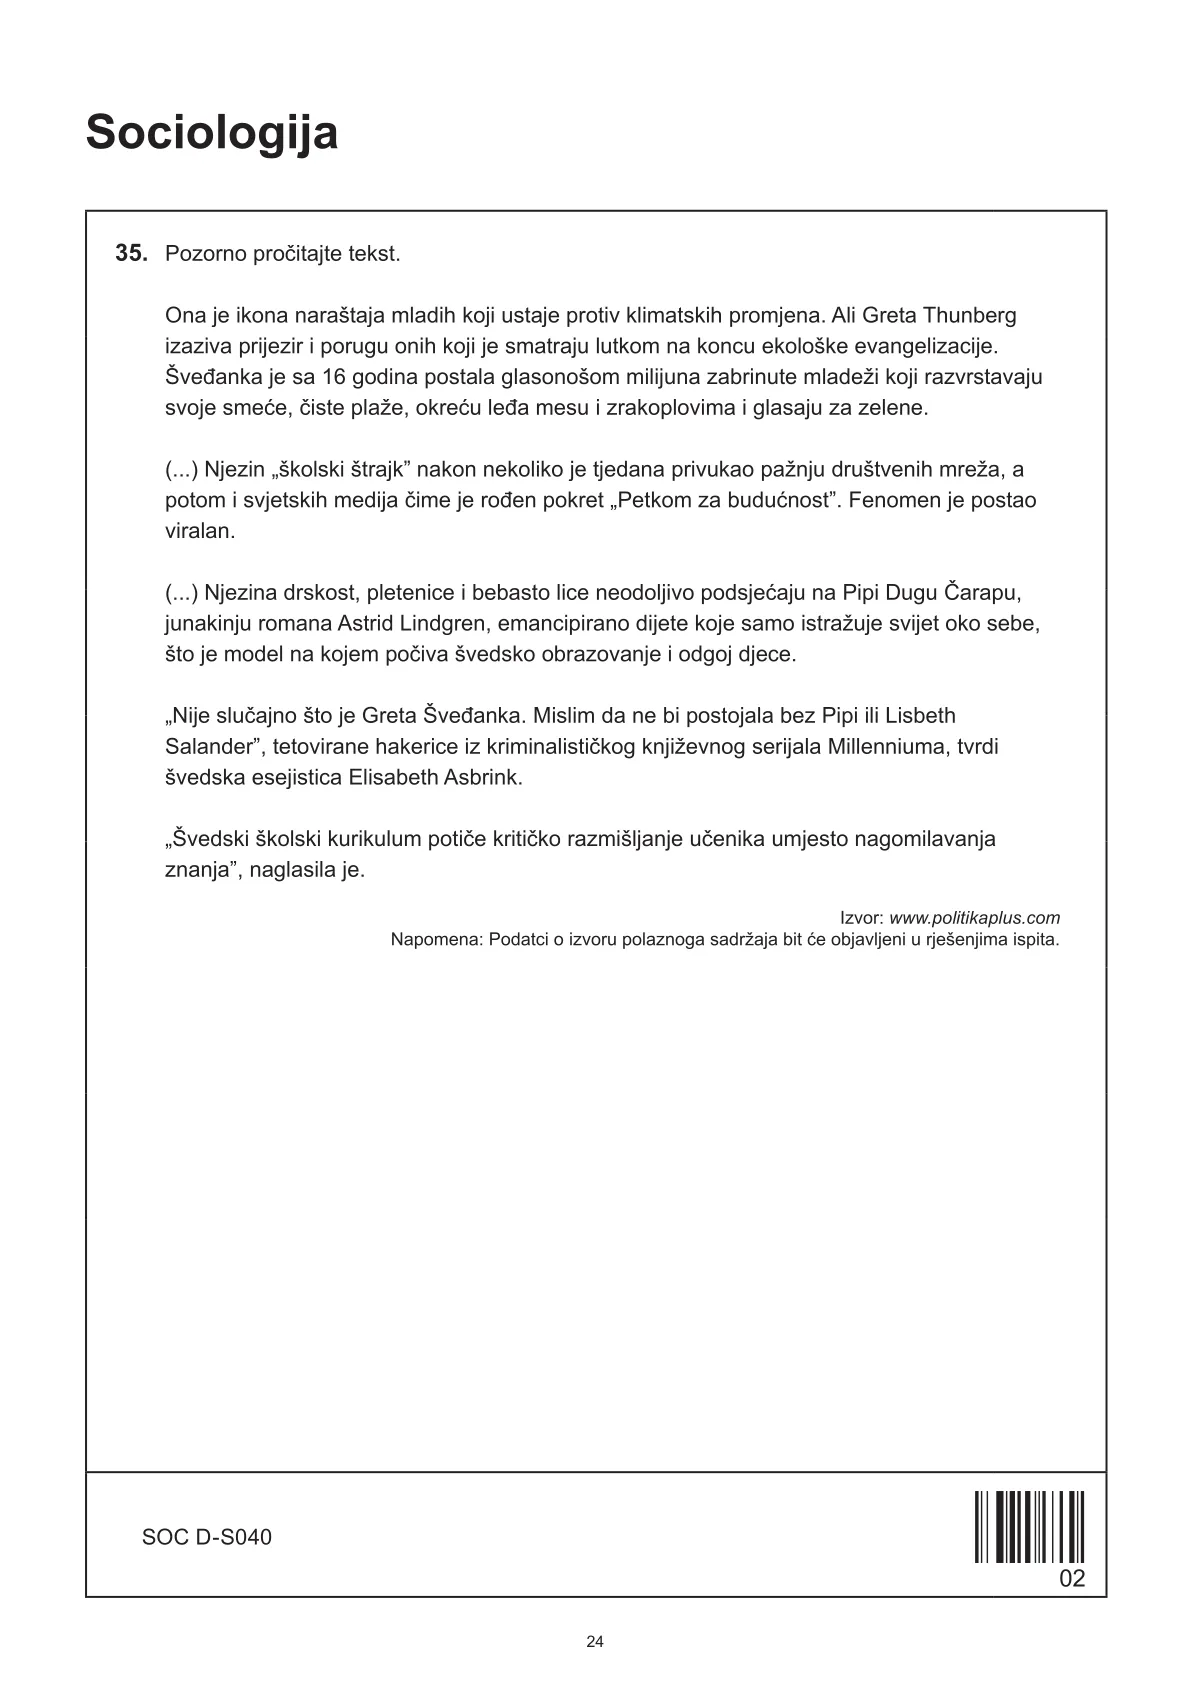 Sociologija
35. Pozorno pročitajte tekst.
Ona je ikona naraštaja mladih koji ustaje protiv klimatskih promjena. Ali Greta Thunberg
izaziva prijezir i porugu onih koji je smatraju lutkom na koncu ekološke evangelizacije.
Šveđanka je sa 16 godina postala glasonošom milijuna zabrinute mladeži koji razvrstavaju
svoje smeće, čiste plaže, okreću leđa mesu i zrakoplovima i glasaju za zelene.
(...) Njezin „školski štrajk” nakon nekoliko je tjedana privukao pažnju društvenih mreža, a
potom i svjetskih medija čime je rođen pokret „Petkom za budućnost”. Fenomen je postao
viralan.
(...) Njezina drskost, pletenice i bebasto lice neodoljivo podsjećaju na Pipi Dugu Čarapu,
junakinju romana Astrid Lindgren, emancipirano dijete koje samo istražuje svijet oko sebe,
što je model na kojem počiva švedsko obrazovanje i odgoj djece.
„Nije slučajno što je Greta Šveđanka. Mislim da ne bi postojala bez Pipi ili Lisbeth
Salander”, tetovirane hakerice iz kriminalističkog književnog serijala Millenniuma, tvrdi
švedska esejistica Elisabeth Asbrink.
„Švedski školski kurikulum potiče kritičko razmišljanje učenika umjesto nagomilavanja
znanja”, naglasila je.
Izvor: www.politikaplus.com
Napomena: Podatci o izvoru polaznoga sadržaja bit će objavljeni u rješenjima ispita.
SOC D-S040
02
24